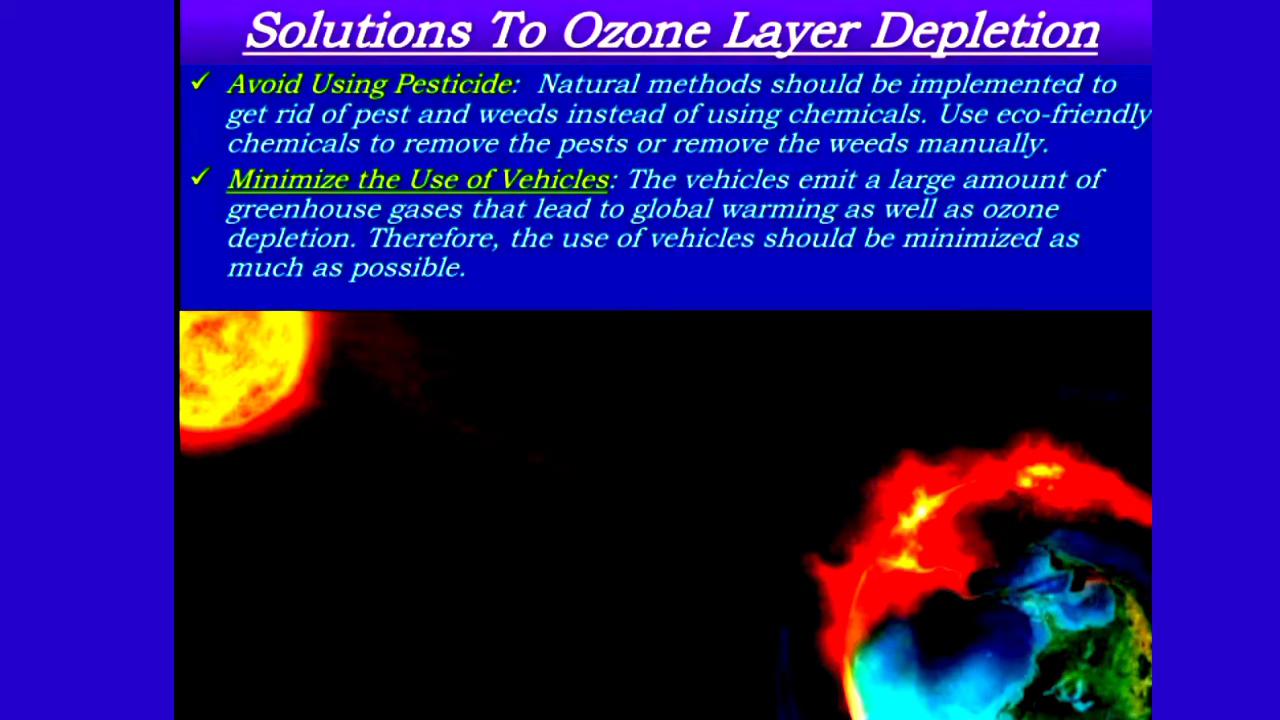 Solutions To Ozone Layer Depletion
✓ Avoid Using Pesticide: Natural methods should be implemented to
get rid of pest and weeds instead of using chemicals. Use eco-friendly
chemicals to remove the pests or remove the weeds manually.
✓ Minimize the Use of Vehicles: The vehicles emit a large amount of
greenhouse gases that lead to global warming as well as ozone
depletion. Therefore, the use of vehicles should be minimized as
much as possible.